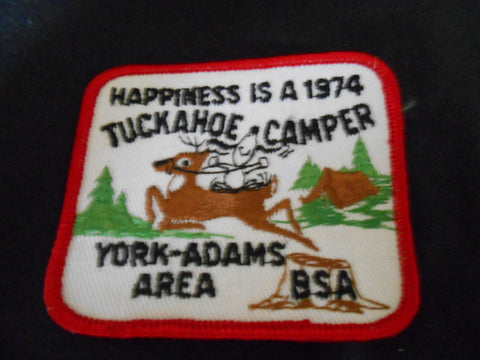 HAPPINESS IS A 1974
TUCKAHOE CAMPER
YORK-ADAMS
AREA BSA